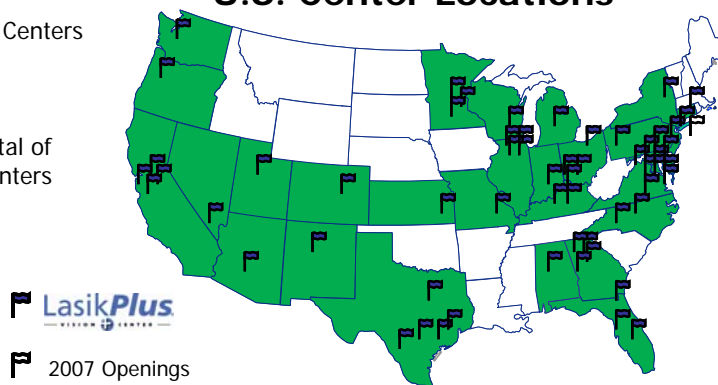 U.S. Center Locations
Centers
tal of
nters
LasikPlus
VISION CENTER
2007 Openings